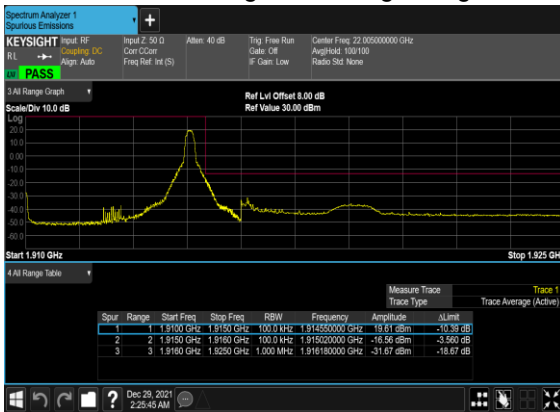 Spectrum Analyzer 1
Spurious Emissions
KEYSIGHT Input: RF Input Z: 50 Ω Atten: 40 dB Trig: Free Run Center Freq: 22.005000000 GHz
RL Coupling: DC Corr CCorr Gate: Off Avg|Hold: 100/100
Align: Auto Freq Ref: Int (S) IF Gain: Low Radio Std: None
PASS
3 All Range Graph
Ref Lvl Offset 8.00 dB
Scale/Div 10.0 dB Ref Value 30.00 dBm
Log
20.0
10.0
0.00
-10.0
-20.0
-30.0
-40.0
-50.0
-60.0
Start 1.910 GHz Stop 1.925 GH
4 All Range Table
Measure Trace Trace 1
Trace Type Trace Average (Active)
Spur Range Start Freq Stop Freq RBW Frequency Amplitude ΔLimit
1 1 1.9100 GHz 1.9150 GHz 100.0 kHz 1.914550000 GHz 19.61 dBm -10.39 dB
2 2 1.9150 GHz 1.9160 GHz 100.0 kHz 1.915020000 GHz -16.56 dBm -3.560 dB
3 3 1.9160 GHz 1.9250 GHz 1.000 MHz 1.916180000 GHz -31.67 dBm -18.67 dB
Dec 29, 2021
2:25:45 AM